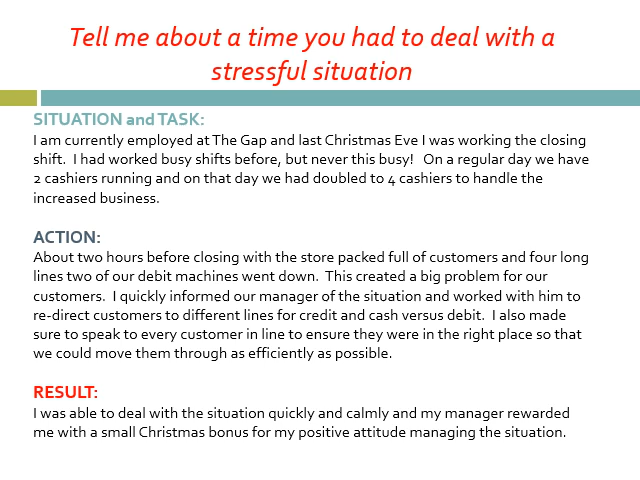 Tell me about a time you had to deal with a
stressful situation
SITUATION and TASK:
I am currently employed at The Gap and last Christmas Eve I was working the closing
shift.  I had worked busy shifts before, but never this busy!   On a regular day we have
2 cashiers running and on that day we had doubled to 4 cashiers to handle the
increased business.
ACTION:
About two hours before closing with the store packed full of customers and four long
lines two of our debit machines went down.  This created a big problem for our
customers.  I quickly informed our manager of the situation and worked with him to
re-direct customers to different lines for credit and cash versus debit.  I also made
sure to speak to every customer in line to ensure they were in the right place so that
we could move them through as efficiently as possible.
RESULT:
I was able to deal with the situation quickly and calmly and my manager rewarded
me with a small Christmas bonus for my positive attitude managing the situation.